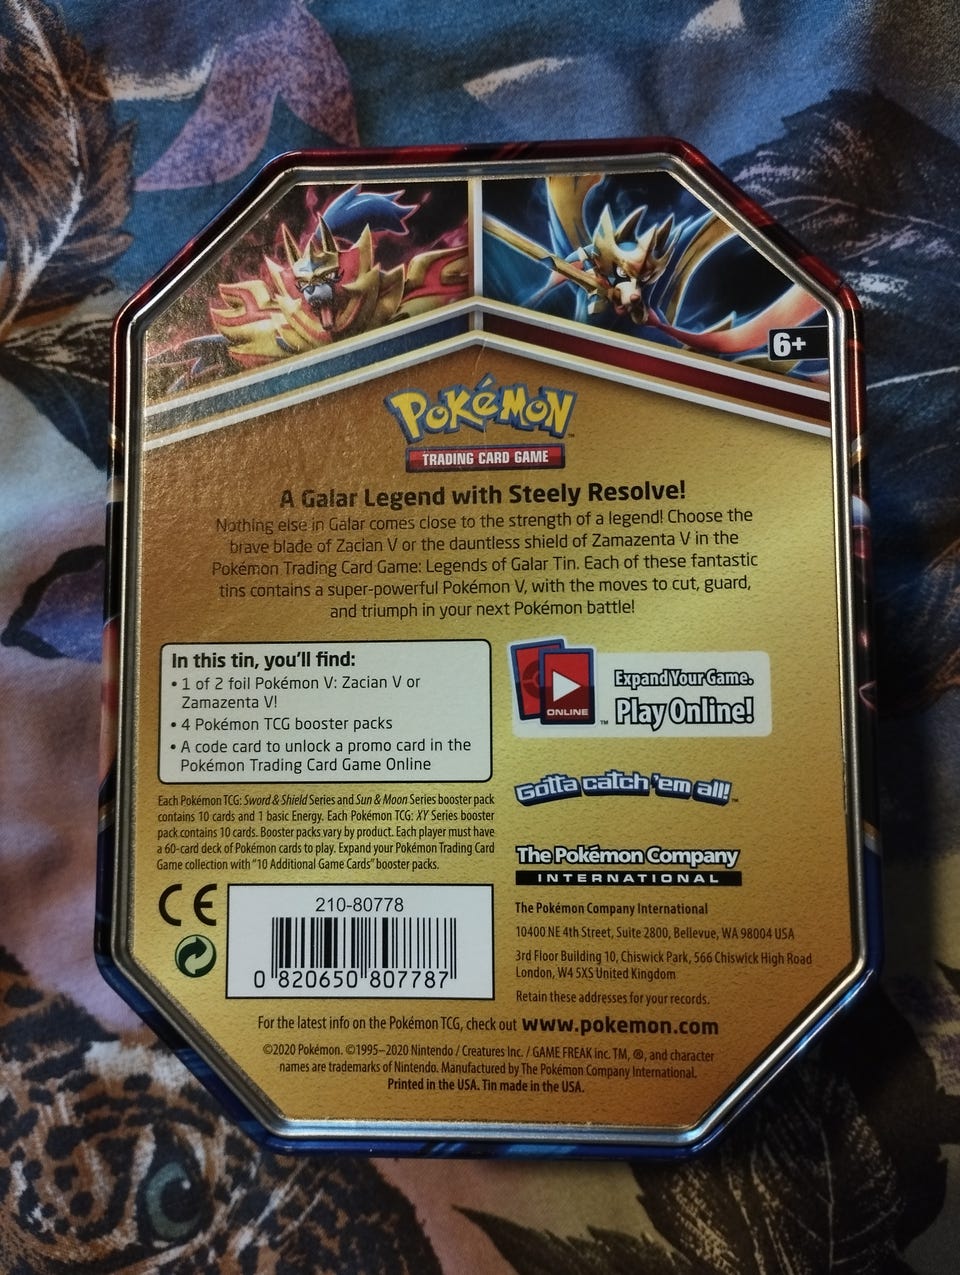 6+
POKéMON™
TRADING CARD GAME
A Galar Legend with Steely Resolve!
Nothing else in Galar comes close to the strength of a legend! Choose the
brave blade of Zacian V or the dauntless shield of Zamazenta V in the
Pokémon Trading Card Game: Legends of Galar Tin. Each of these fantastic
tins contains a super-powerful Pokémon V, with the moves to cut, guard,
and triumph in your next Pokémon battle!
In this tin, you'll find:
• 1 of 2 foil Pokémon V: Zacian V or
Zamazenta V!
• 4 Pokémon TCG booster packs
• A code card to unlock a promo card in the
Pokémon Trading Card Game Online
Each Pokémon TCG: Sword & Shield Series and Sun & Moon Series booster pack
contains 10 cards and 1 basic Energy. Each Pokémon TCG: XY Series booster
pack contains 10 cards. Booster packs vary by product. Each player must have
a 60-card deck of Pokémon cards to play. Expand your Pokémon Trading Card
Game collection with "10 Additional Game Cards" booster packs.
CE
210-80778
0 820650 807787
ONLINE™
Expand Your Game.
Play Online!
Gotta catch 'em all!™
The Pokémon Company
INTERNATIONAL
The Pokémon Company International
10400 NE 4th Street, Suite 2800, Bellevue, WA 98004 USA
3rd Floor Building 10, Chiswick Park, 566 Chiswick High Road
London, W4 5XS United Kingdom
Retain these addresses for your records.
For the latest info on the Pokémon TCG, check out www.pokemon.com
©2020 Pokémon. ©1995–2020 Nintendo / Creatures Inc. / GAME FREAK inc. TM, ®, and character
names are trademarks of Nintendo. Manufactured by The Pokémon Company International.
Printed in the USA. Tin made in the USA.